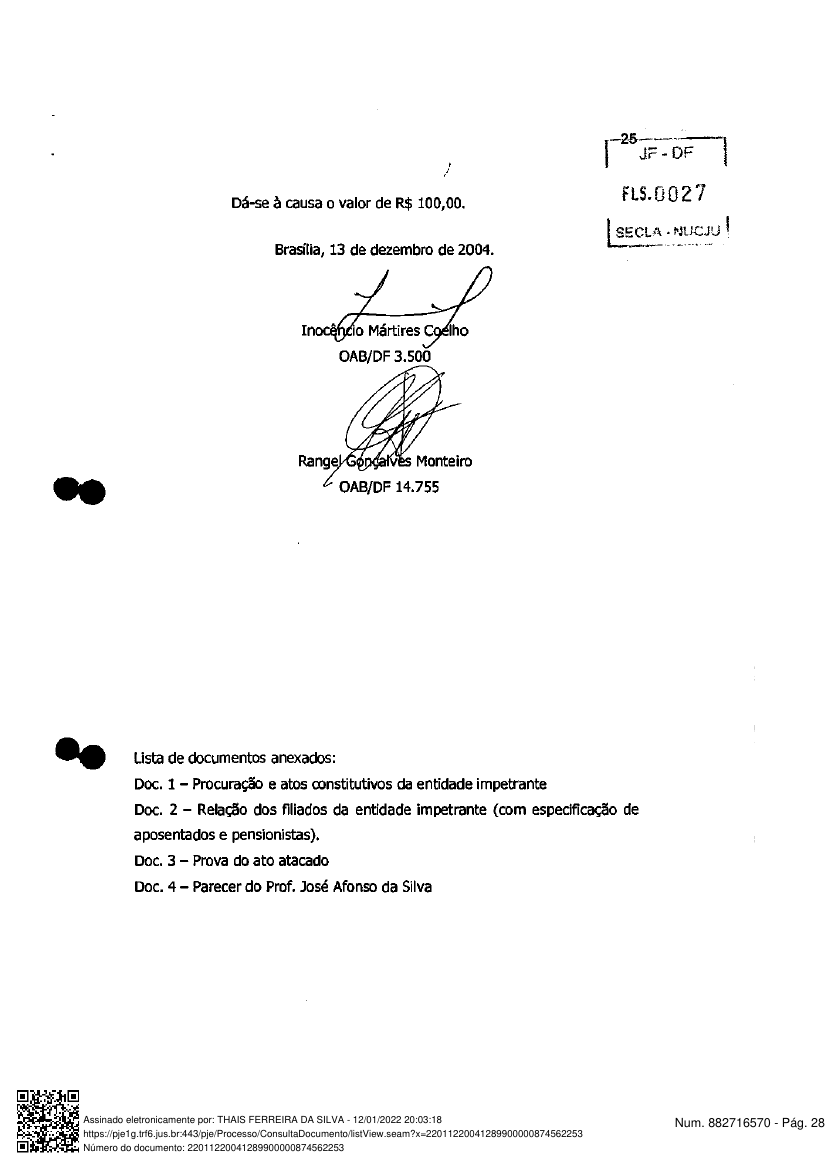 25
JF - DF
FLS.0027
SECLA - NUCJU
Dá-se à causa o valor de R$ 100,00.
Brasília, 13 de dezembro de 2004.
Inocêncio Mártires Coelho
OAB/DF 3.500
Rangel Gonçalves Monteiro
OAB/DF 14.755
Lista de documentos anexados:
Doc. 1 – Procuração e atos constitutivos da entidade impetrante
Doc. 2 – Relação dos filiados da entidade impetrante (com especificação de
aposentados e pensionistas).
Doc. 3 – Prova do ato atacado
Doc. 4 – Parecer do Prof. José Afonso da Silva
Assinado eletronicamente por: THAIS FERREIRA DA SILVA - 12/01/2022 20:03:18
https://pje1g.trf6.jus.br:443/pje/Processo/ConsultaDocumento/listView.seam?x=22011220041289900000874562253
Número do documento: 22011220041289900000874562253
Num. 882716570 - Pág. 28